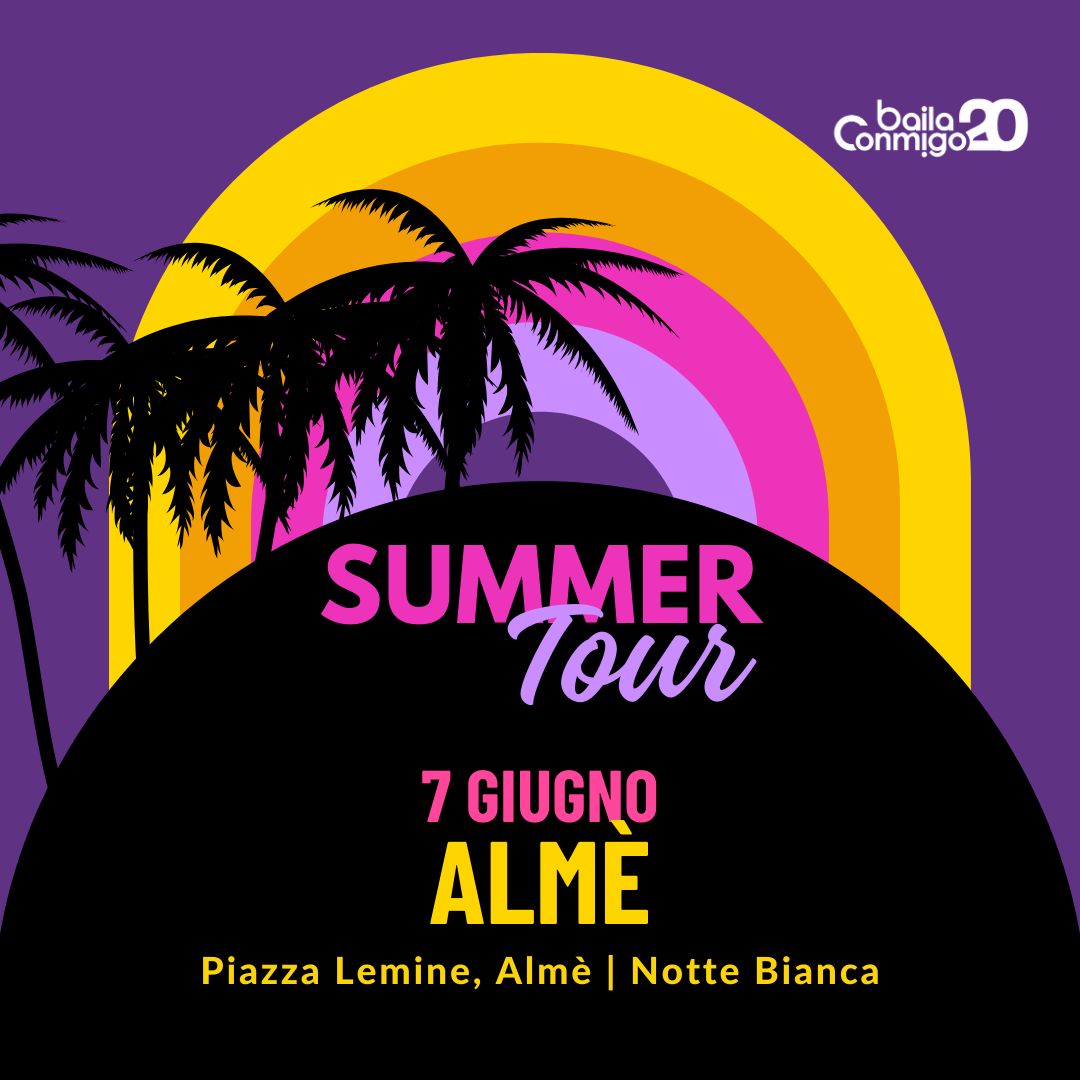 baila
Conmigo20
SUMMER
Tour
7 GIUGNO
ALMÈ
Piazza Lemine, Almè | Notte Bianca